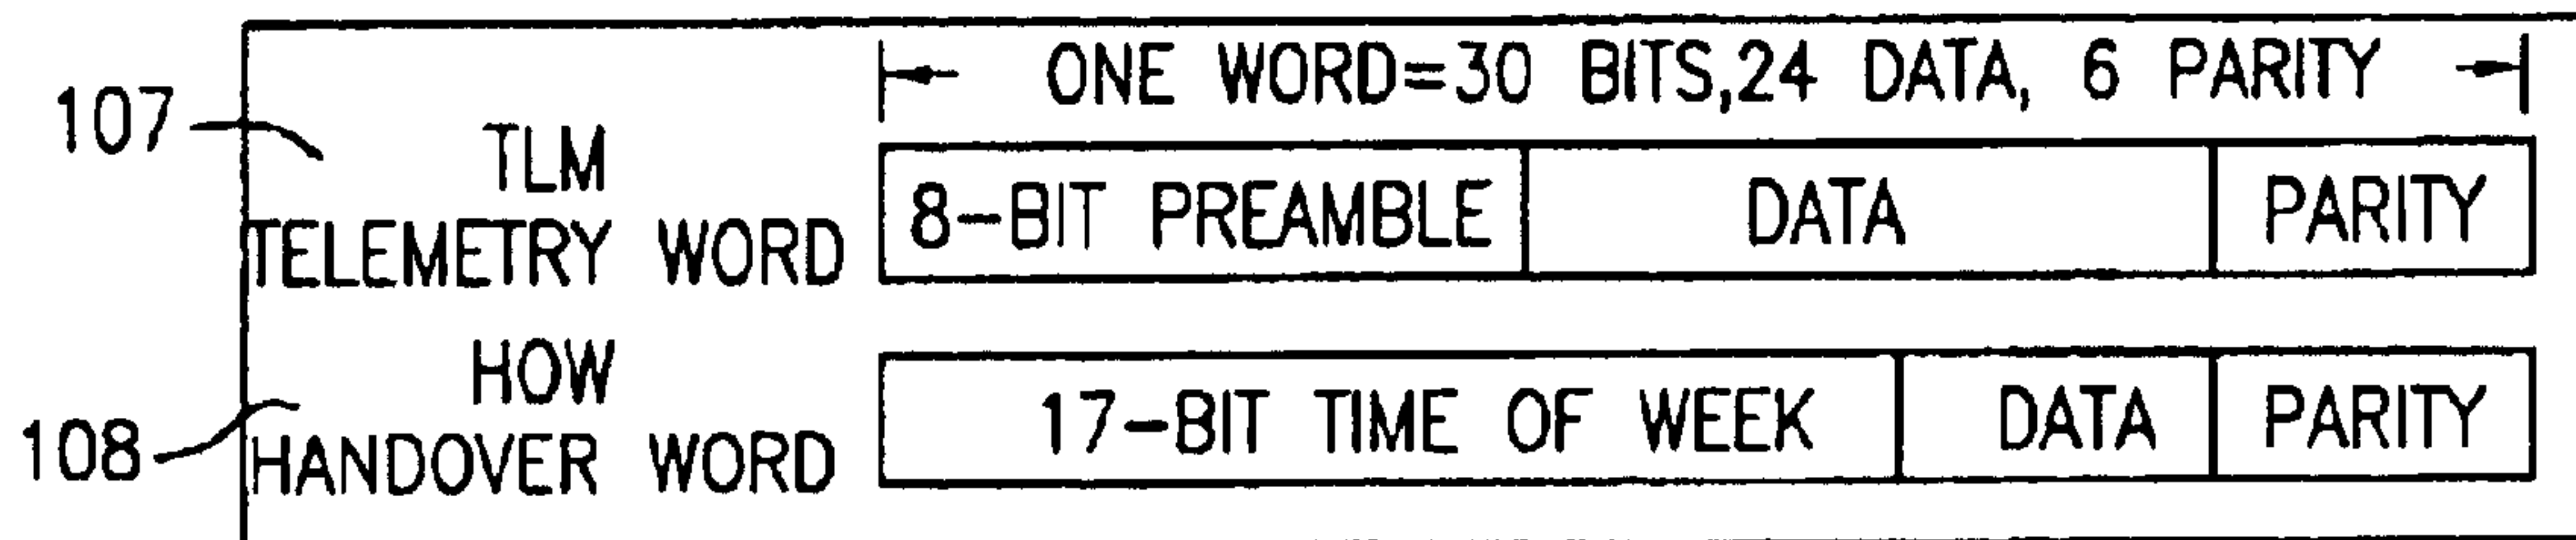 ONE WORD=30 BITS,24 DATA, 6 PARITY
107
TLM
TELEMETRY WORD
8-BIT PREAMBLE
DATA
PARITY
HOW
108
HANDOVER WORD
17-BIT TIME OF WEEK
DATA
PARITY